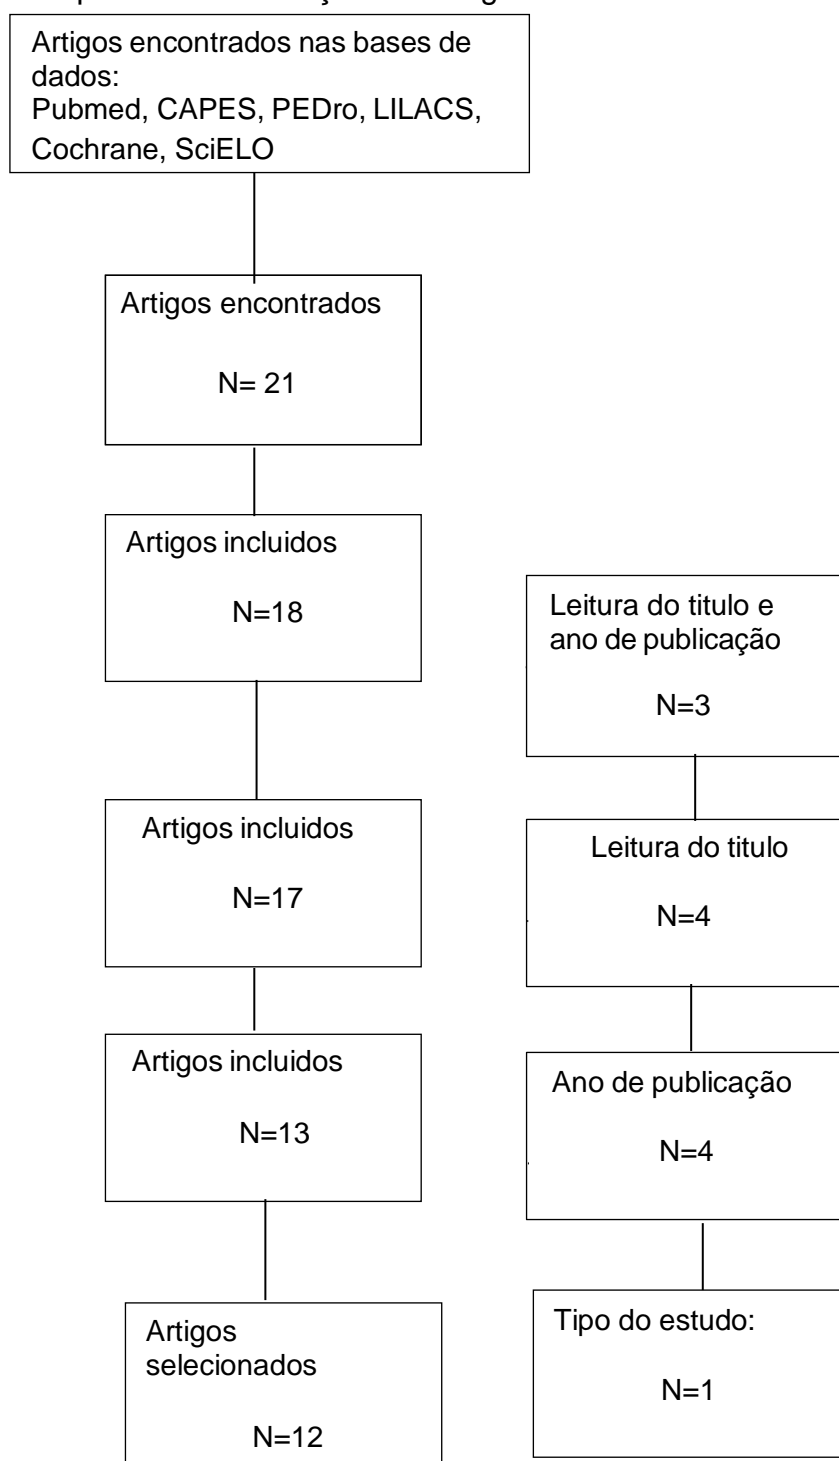 Artigos encontrados nas bases de
dados:
Pubmed, CAPES, PEDro, LILACS,
Cochrane, SciELO
Artigos encontrados
N= 21
Artigos incluidos
N=18
Leitura do titulo e
ano de publicação
N=3
Artigos incluidos
N=17
Leitura do titulo
N=4
Artigos incluidos
N=13
Ano de publicação
N=4
Artigos
selecionados
N=12
Tipo do estudo:
N=1